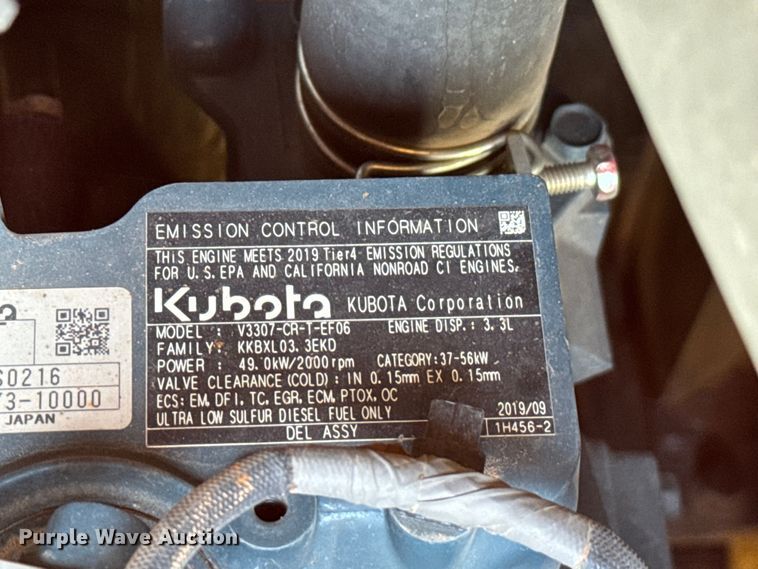 EMISSION CONTROL INFORMATION
THIS ENGINE MEETS 2019 Tier4 EMISSION REGULATIONS
FOR U.S. EPA AND CALIFORNIA NONROAD CI ENGINES.
Kubota KUBOTA Corporation
MODEL : V3307-CR-T-EF06 ENGINE DISP.: 3.3L
FAMILY: KKBXL03.3EKD
POWER : 49.0kW/2000rpm CATEGORY:37-56kW
VALVE CLEARANCE (COLD): IN 0.15mm EX 0.15mm
ECS: EM, DFI, TC, EGR, ECM, PTOX, OC
ULTRA LOW SULFUR DIESEL FUEL ONLY 2019/09
DEL ASSY 1H456-2
S0216
3-10000
JAPAN
Purple Wave Auction